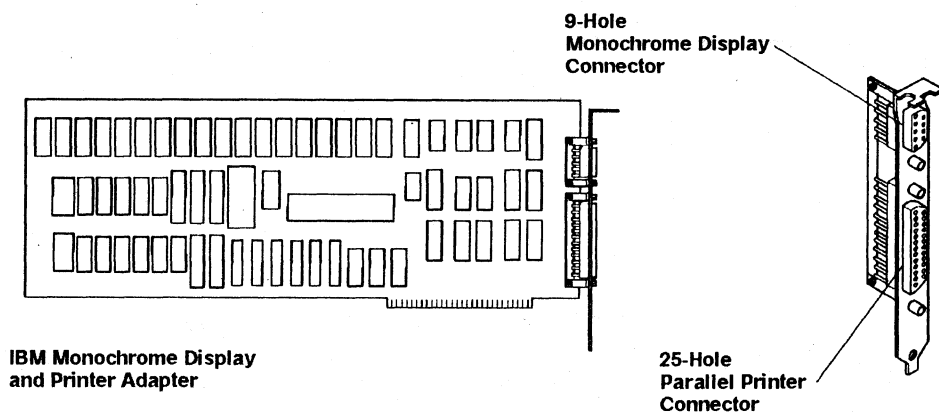 9-Hole
Monochrome Display
Connector
IBM Monochrome Display
and Printer Adapter
25-Hole
Parallel Printer
Connector